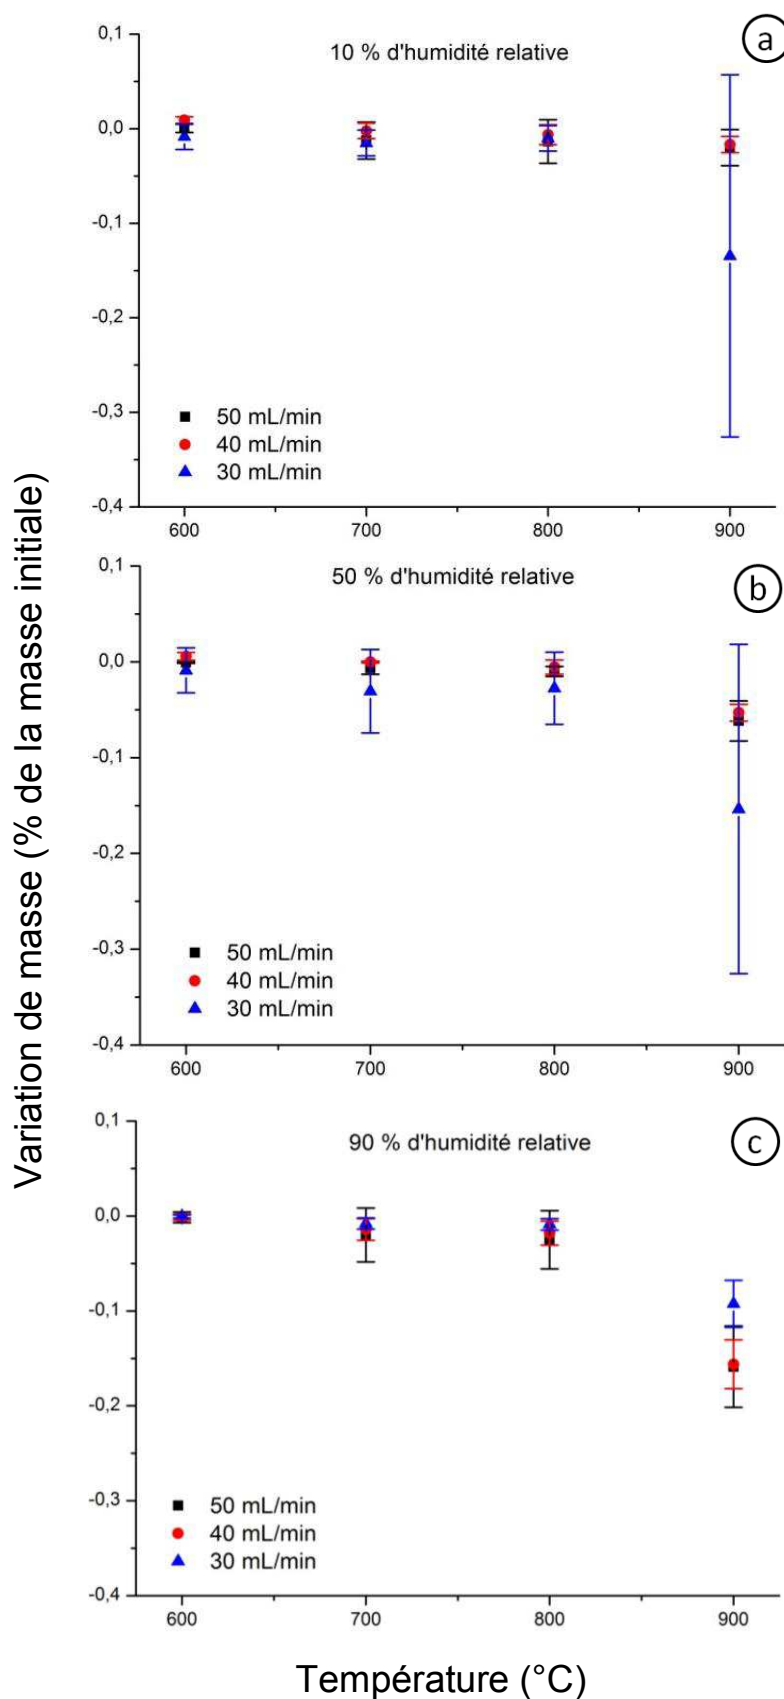 Variation de masse (% de la masse initiale)
a
10 % d'humidité relative
0,1
0,0
-0,1
-0,2
-0,3
-0,4
50 mL/min
40 mL/min
30 mL/min
600
700
800
900
b
50 % d'humidité relative
0,1
0,0
-0,1
-0,2
-0,3
-0,4
50 mL/min
40 mL/min
30 mL/min
600
700
800
900
c
90 % d'humidité relative
0,1
0,0
-0,1
-0,2
-0,3
-0,4
50 mL/min
40 mL/min
30 mL/min
600
700
800
900
Température (°C)